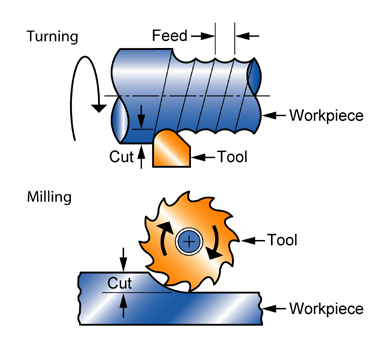 Turning
Feed
Workpiece
Cut
Tool
Milling
Tool
Cut
Workpiece